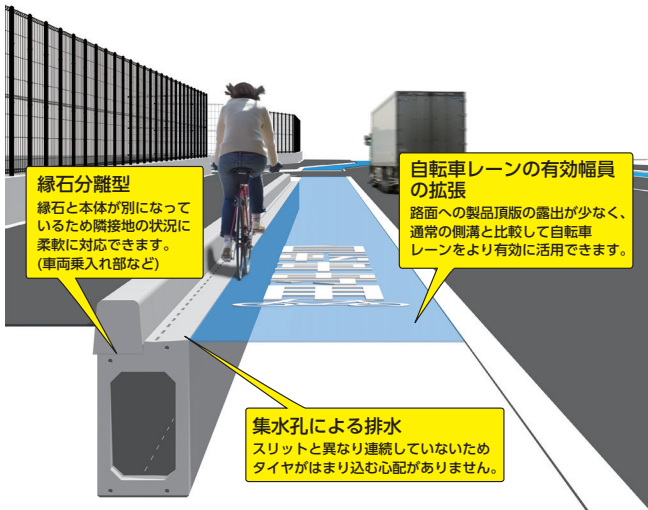 縁石分離型
縁石と本体が別になって
いるため隣接地の状況に
柔軟に対応できます。
(車両乗入れ部など)
自転車レーンの有効幅員
の拡張
路面への製品頂版の露出が少なく、
通常の側溝と比較して自転車
レーンをより有効に活用できます。
集水孔による排水
スリットと異なり連続していないため
タイヤがはまり込む心配がありません。